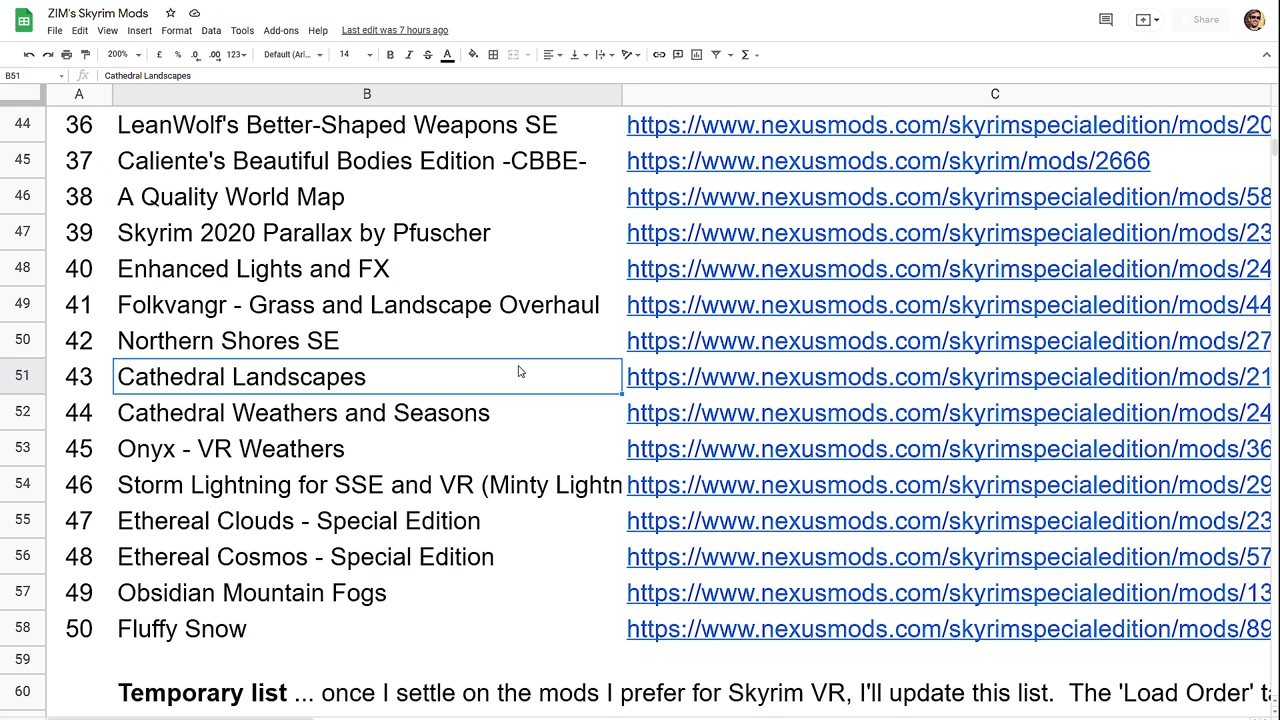 ZIM's Skyrim Mods
File Edit View Insert Format Data Tools Add-ons Help Last edit was 7 hours ago
Share
200% £ % .0 .00 123 Default (Ari... 14 B I S A
B51 fx Cathedral Landscapes
A B C
44 36 LeanWolf's Better-Shaped Weapons SE https://www.nexusmods.com/skyrimspecialedition/mods/20
45 37 Caliente's Beautiful Bodies Edition -CBBE- https://www.nexusmods.com/skyrim/mods/2666
46 38 A Quality World Map https://www.nexusmods.com/skyrimspecialedition/mods/58
47 39 Skyrim 2020 Parallax by Pfuscher https://www.nexusmods.com/skyrimspecialedition/mods/23
48 40 Enhanced Lights and FX https://www.nexusmods.com/skyrimspecialedition/mods/24
49 41 Folkvangr - Grass and Landscape Overhaul https://www.nexusmods.com/skyrimspecialedition/mods/44
50 42 Northern Shores SE https://www.nexusmods.com/skyrimspecialedition/mods/27
51 43 Cathedral Landscapes https://www.nexusmods.com/skyrimspecialedition/mods/21
52 44 Cathedral Weathers and Seasons https://www.nexusmods.com/skyrimspecialedition/mods/24
53 45 Onyx - VR Weathers https://www.nexusmods.com/skyrimspecialedition/mods/36
54 46 Storm Lightning for SSE and VR (Minty Lightn https://www.nexusmods.com/skyrimspecialedition/mods/29
55 47 Ethereal Clouds - Special Edition https://www.nexusmods.com/skyrimspecialedition/mods/23
56 48 Ethereal Cosmos - Special Edition https://www.nexusmods.com/skyrimspecialedition/mods/57
57 49 Obsidian Mountain Fogs https://www.nexusmods.com/skyrimspecialedition/mods/13
58 50 Fluffy Snow https://www.nexusmods.com/skyrimspecialedition/mods/89
59
60 Temporary list ... once I settle on the mods I prefer for Skyrim VR, I'll update this list. The 'Load Order' ta